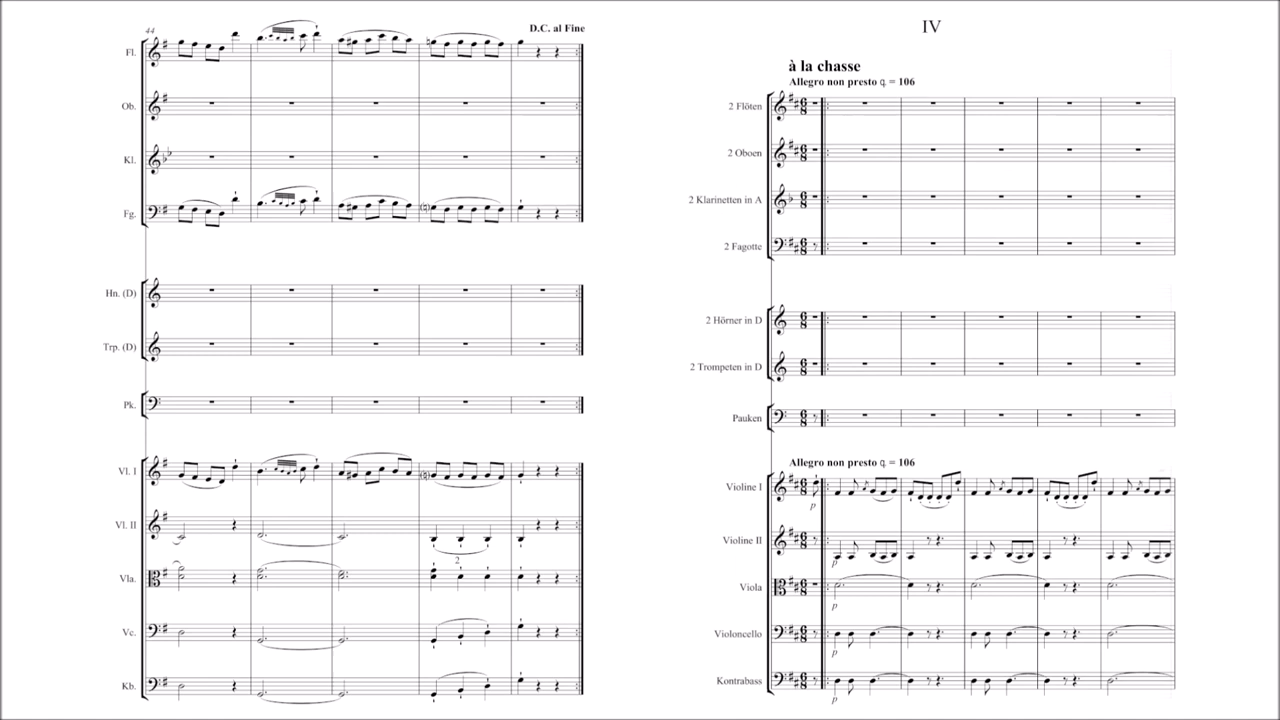 44
D.C. al Fine
Fl.
Ob.
Kl.
Fg.
Hn. (D)
Trp. (D)
Pk.
Vl. I
Vl. II
2
Vla.
Vc.
Kb.
IV
à la chasse
Allegro non presto = 106
2 Flöten
2 Oboen
2 Klarinetten in A
2 Fagotte
2 Hörner in D
2 Trompeten in D
Pauken
Allegro non presto = 106
Violine I
p
Violine II
p
Viola
p
Violoncello
p
Kontrabass
p